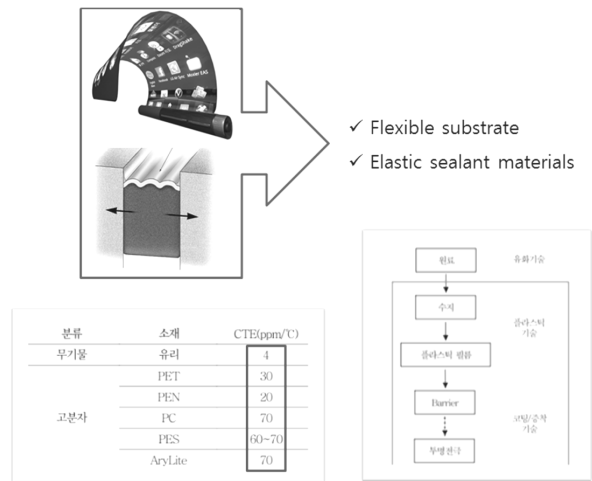 ✓ Flexible substrate
✓ Elastic sealant materials
분류 소재 CTE(ppm/℃)
무기물 유리 4
고분자 PET 30
PEN 20
PC 70
PES 60~70
AryLite 70
원료 유화기술
수지
플라스틱
기술
플라스틱 필름
Barrier
코팅/증착
기술
투명전극